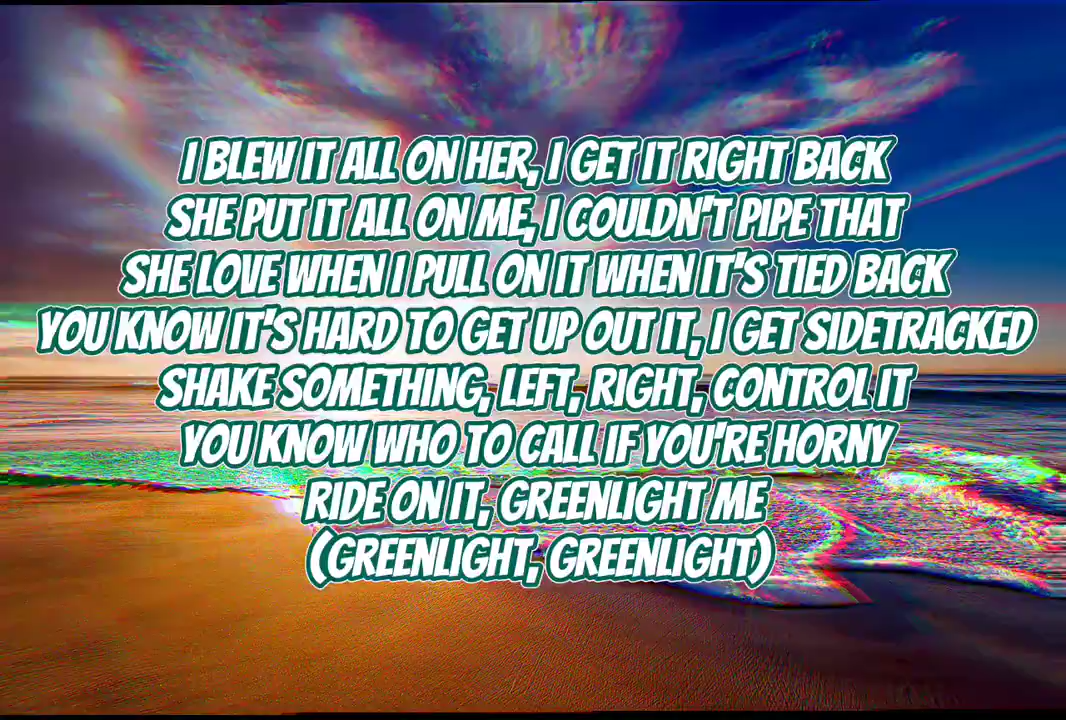 I BLEW IT ALL ON HER, I GET IT RIGHT BACK
SHE PUT IT ALL ON ME, I COULDN'T PIPE THAT
SHE LOVE WHEN I PULL ON IT WHEN IT'S TIED BACK
YOU KNOW IT'S HARD TO GET UP OUT IT, I GET SIDETRACKED
SHAKE SOMETHING, LEFT, RIGHT, CONTROL IT
YOU KNOW WHO TO CALL IF YOU'RE HORNY
RIDE ON IT, GREENLIGHT ME
(GREENLIGHT, GREENLIGHT)